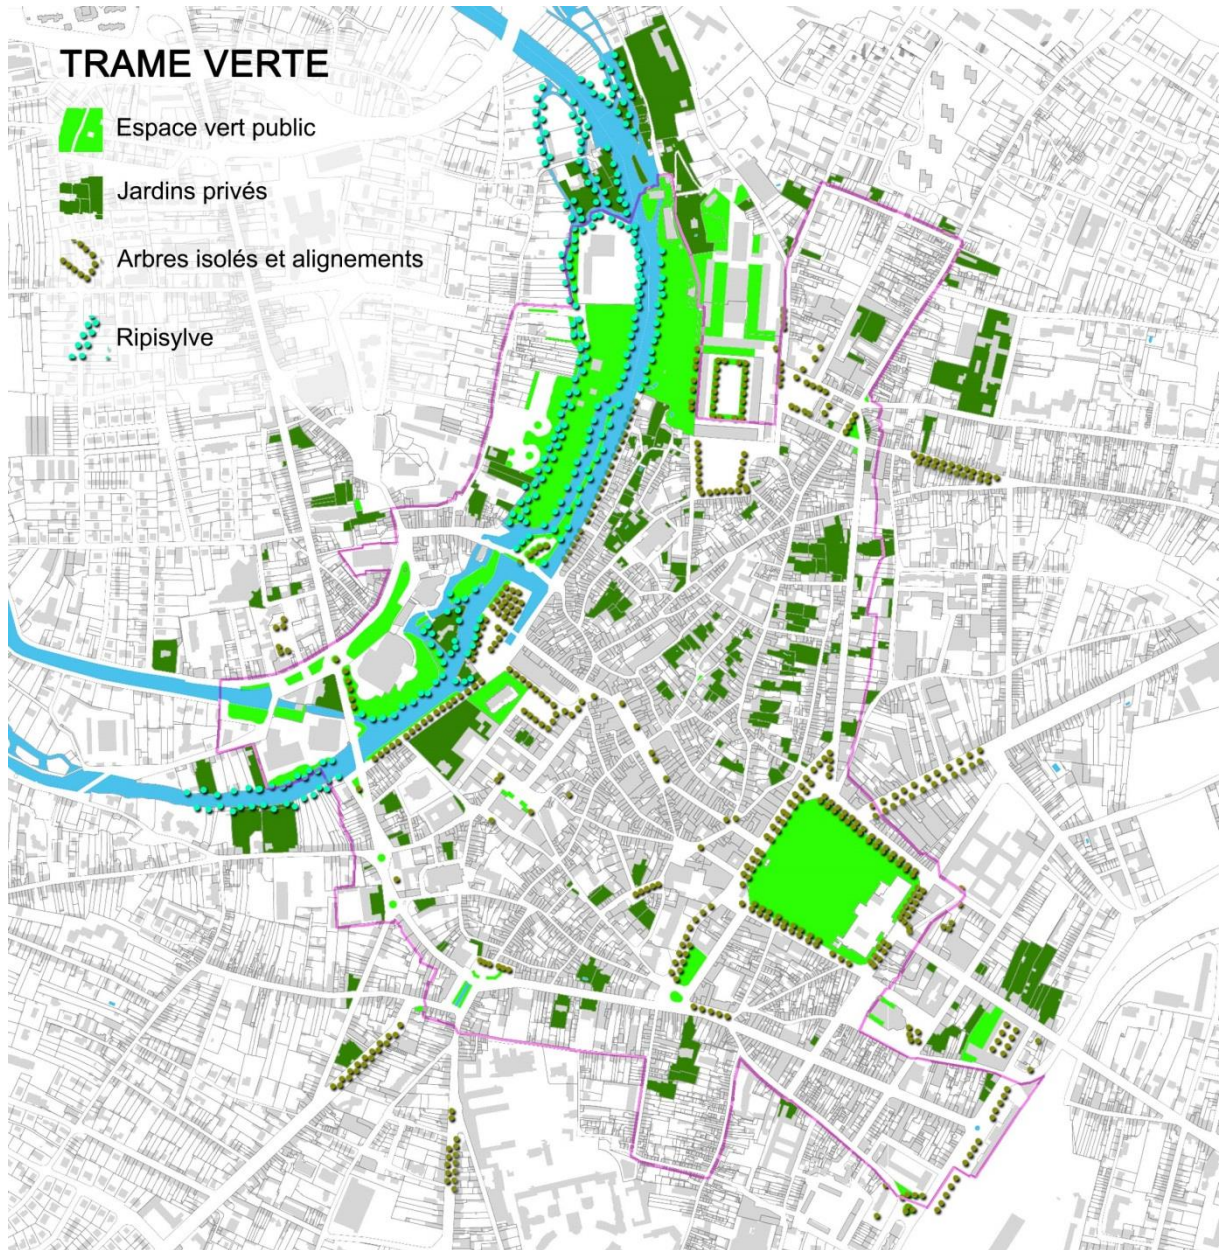 TRAME VERTE
Espace vert public
Jardins privés
Arbres isolés et alignements
Ripisylve